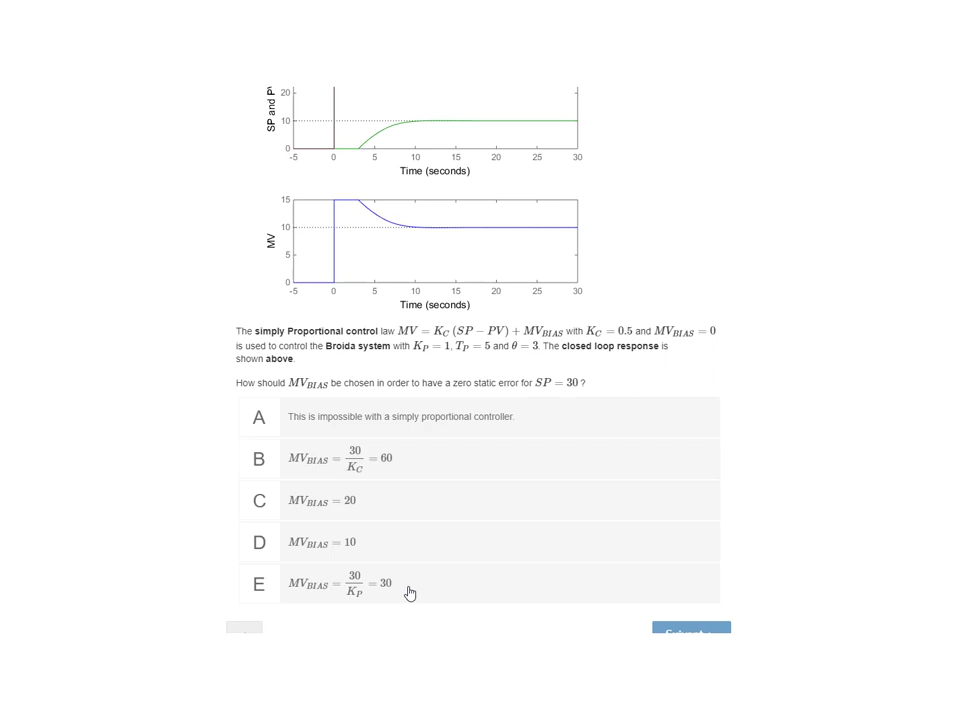 SP and P
20
10
0
-5 0 5 10 15 20 25 30
Time (seconds)
MV
15
10
5
0
-5 0 5 10 15 20 25 30
Time (seconds)
The simply Proportional control law MV = K_C (SP − PV) + MV_BIAS with K_C = 0.5 and MV_BIAS = 0
is used to control the Broida system with K_P = 1, T_P = 5 and θ = 3. The closed loop response is
shown above.
How should MV_BIAS be chosen in order to have a zero static error for SP = 30 ?
A This is impossible with a simply proportional controller.
B MV_BIAS = 30/K_C = 60
C MV_BIAS = 20
D MV_BIAS = 10
E MV_BIAS = 30/K_P = 30